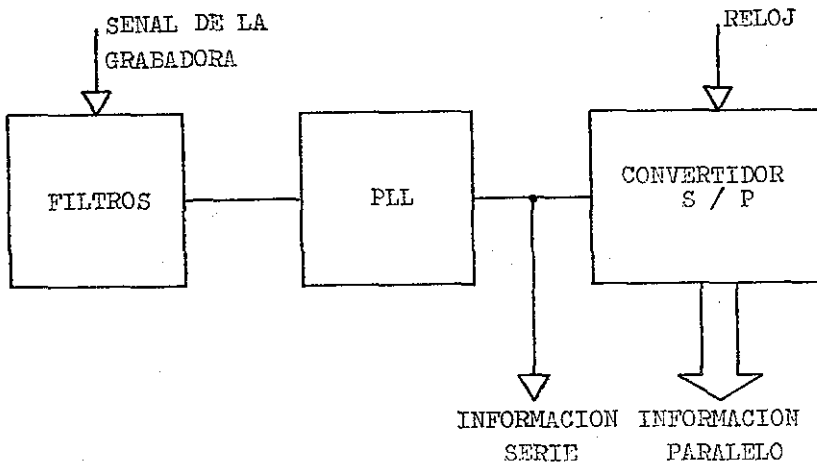 SENAL DE LA
GRABADORA
RELOJ
FILTROS
PLL
CONVERTIDOR
S / P
INFORMACION
SERIE
INFORMACION
PARALELO